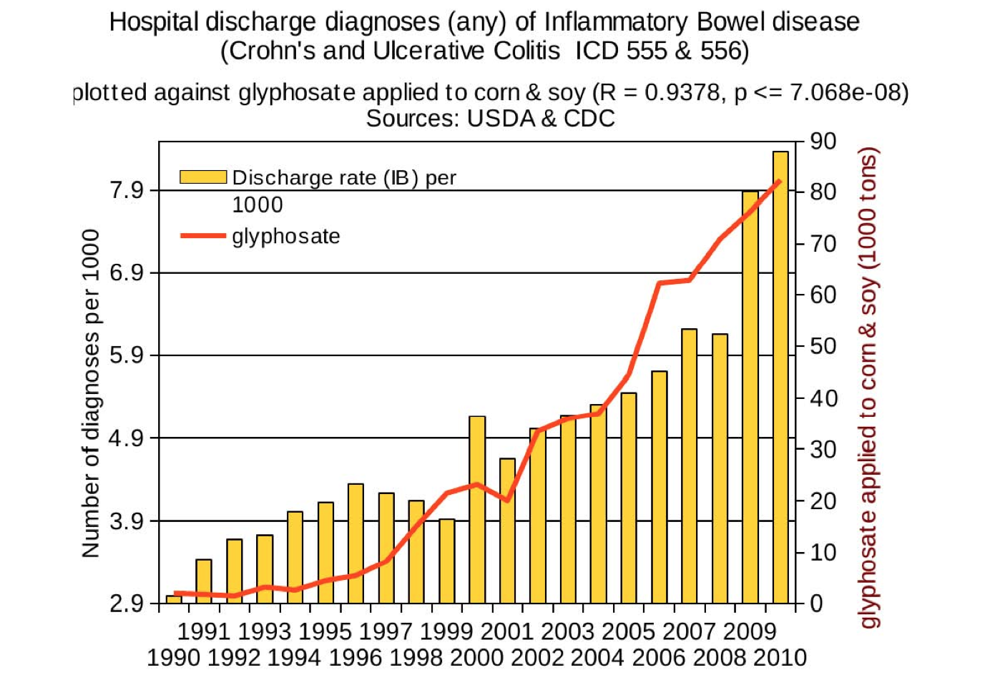 Hospital discharge diagnoses (any) of Inflammatory Bowel disease
(Crohn's and Ulcerative Colitis ICD 555 & 556)
plotted against glyphosate applied to corn & soy (R = 0.9378, p <= 7.068e-08)
Sources: USDA & CDC
Discharge rate (IB) per
1000
glyphosate
Number of diagnoses per 1000
7.9
6.9
5.9
4.9
3.9
2.9
90
80
70
60
50
40
30
20
10
0
glyphosate applied to corn & soy (1000 tons)
1991 1993 1995 1997 1999 2001 2003 2005 2007 2009
1990 1992 1994 1996 1998 2000 2002 2004 2006 2008 2010